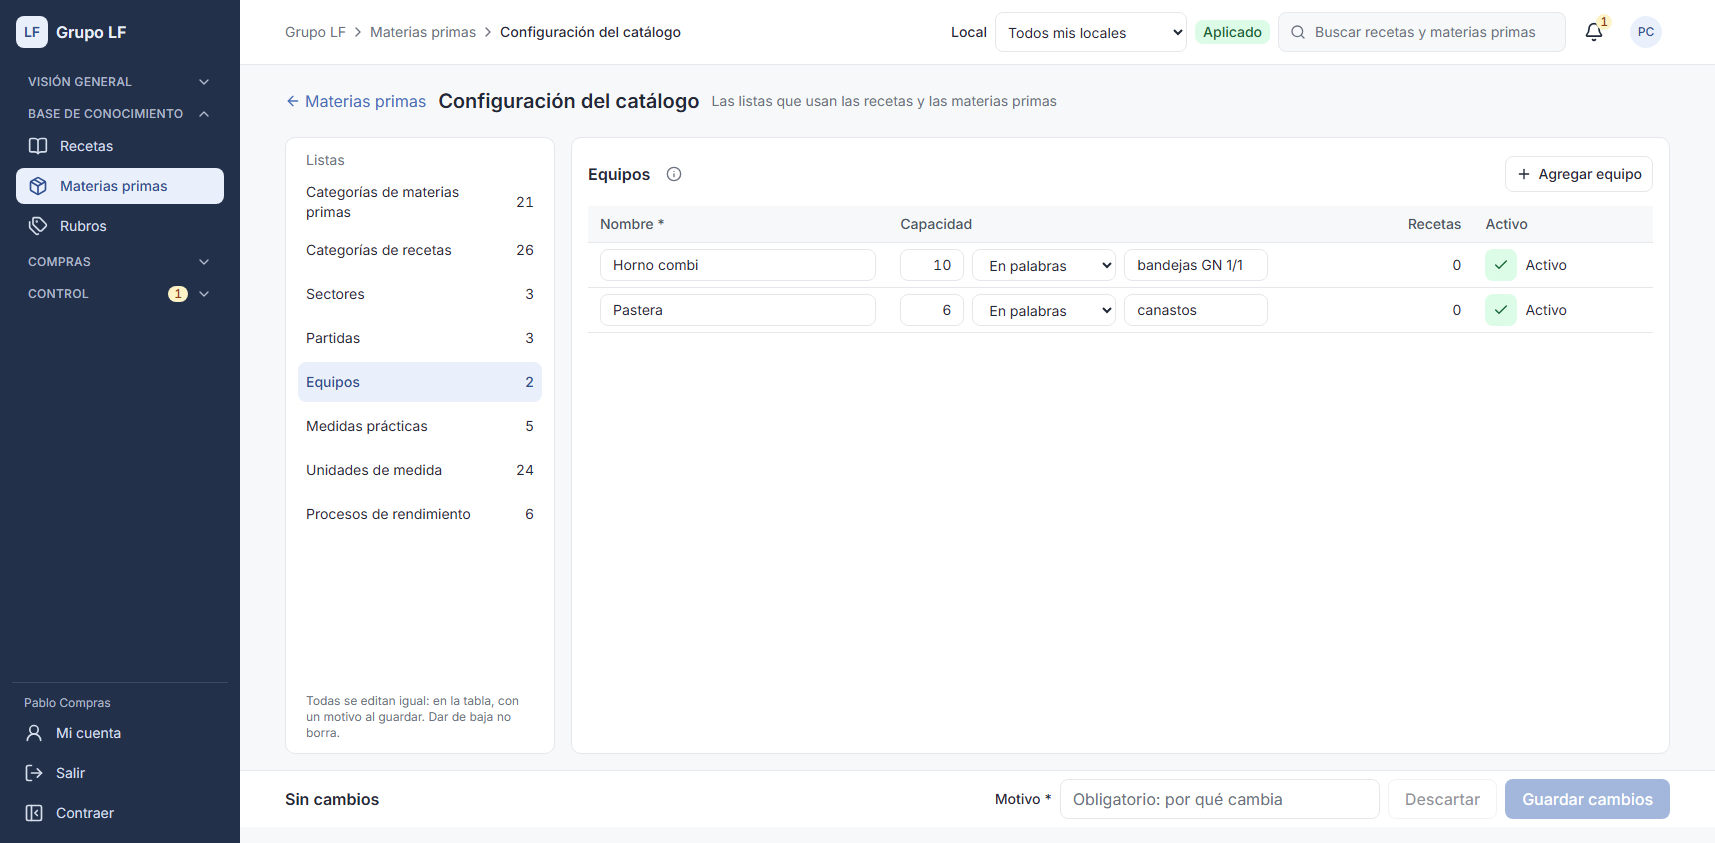 LF Grupo LF
VISIÓN GENERAL
BASE DE CONOCIMIENTO
Recetas
Materias primas
Rubros
COMPRAS
CONTROL 1
Pablo Compras
Mi cuenta
Salir
Contraer
Grupo LF > Materias primas > Configuración del catálogo
Local Todos mis locales Aplicado Buscar recetas y materias primas 1 PC
← Materias primas Configuración del catálogo Las listas que usan las recetas y las materias primas
Listas
Categorías de materias
primas 21
Categorías de recetas 26
Sectores 3
Partidas 3
Equipos 2
Medidas prácticas 5
Unidades de medida 24
Procesos de rendimiento 6
Todas se editan igual: en la tabla, con
un motivo al guardar. Dar de baja no
borra.
Equipos + Agregar equipo
Nombre * Capacidad Recetas Activo
Horno combi 10 En palabras bandejas GN 1/1 0 Activo
Pastera 6 En palabras canastos 0 Activo
Sin cambios Motivo * Obligatorio: por qué cambia Descartar Guardar cambios